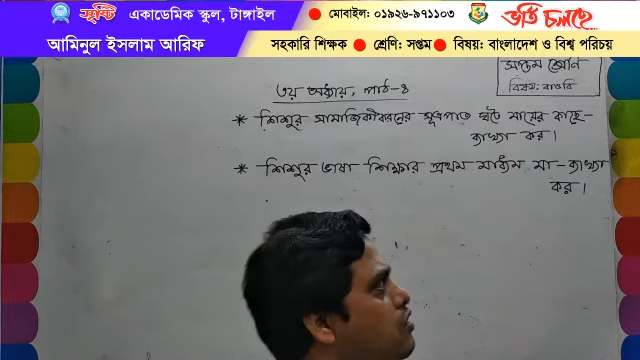 সৃষ্টি একাডেমিক স্কুল, টাঙ্গাইল ● মোবাইল: ০১৯২৬-৯৭১১০৩ ভর্তি চলছে
আমিনুল ইসলাম আরিফ সহকারি শিক্ষক ● শ্রেণি: সপ্তম ● বিষয়: বাংলাদেশ ও বিশ্ব পরিচয়
সপ্তম শ্রেণি
বিষয়: বাওবি
৩য় অধ্যায়, পাঠ-৪
* শিশুর সামাজিকীকরনের সূত্রপাত ঘটে মায়ের কাছে-
ব্যাখ্যা কর।
* শিশুর ভাষা শিক্ষার প্রথম মাধ্যম মা-ব্যাখ্যা
কর।